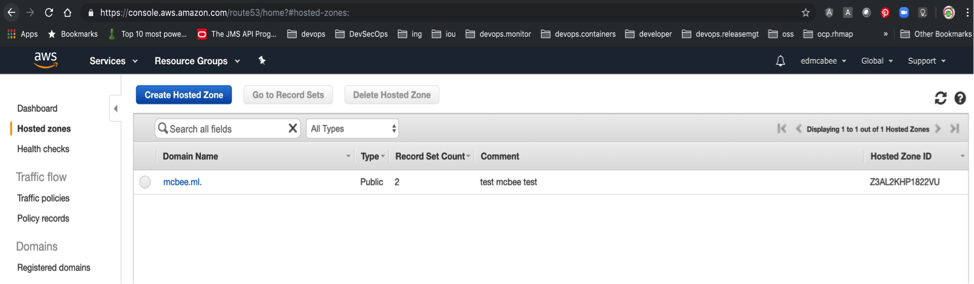 https://console.aws.amazon.com/route53/home?#hosted-zones:
Apps Bookmarks Top 10 most powe... The JMS API Prog... devops DevSecOps ing iou devops.monitor devops.containers developer devops.releasemgt oss ocp.rhmap » Other Bookmarks
aws Services Resource Groups edmcabee Global Support
Create Hosted Zone Go to Record Sets Delete Hosted Zone
Dashboard
Hosted zones
Health checks
Traffic flow
Traffic policies
Policy records
Domains
Registered domains
Search all fields X All Types Displaying 1 to 1 out of 1 Hosted Zones
Domain Name Type Record Set Count Comment Hosted Zone ID
mcbee.ml. Public 2 test mcbee test Z3AL2KHP1822VU